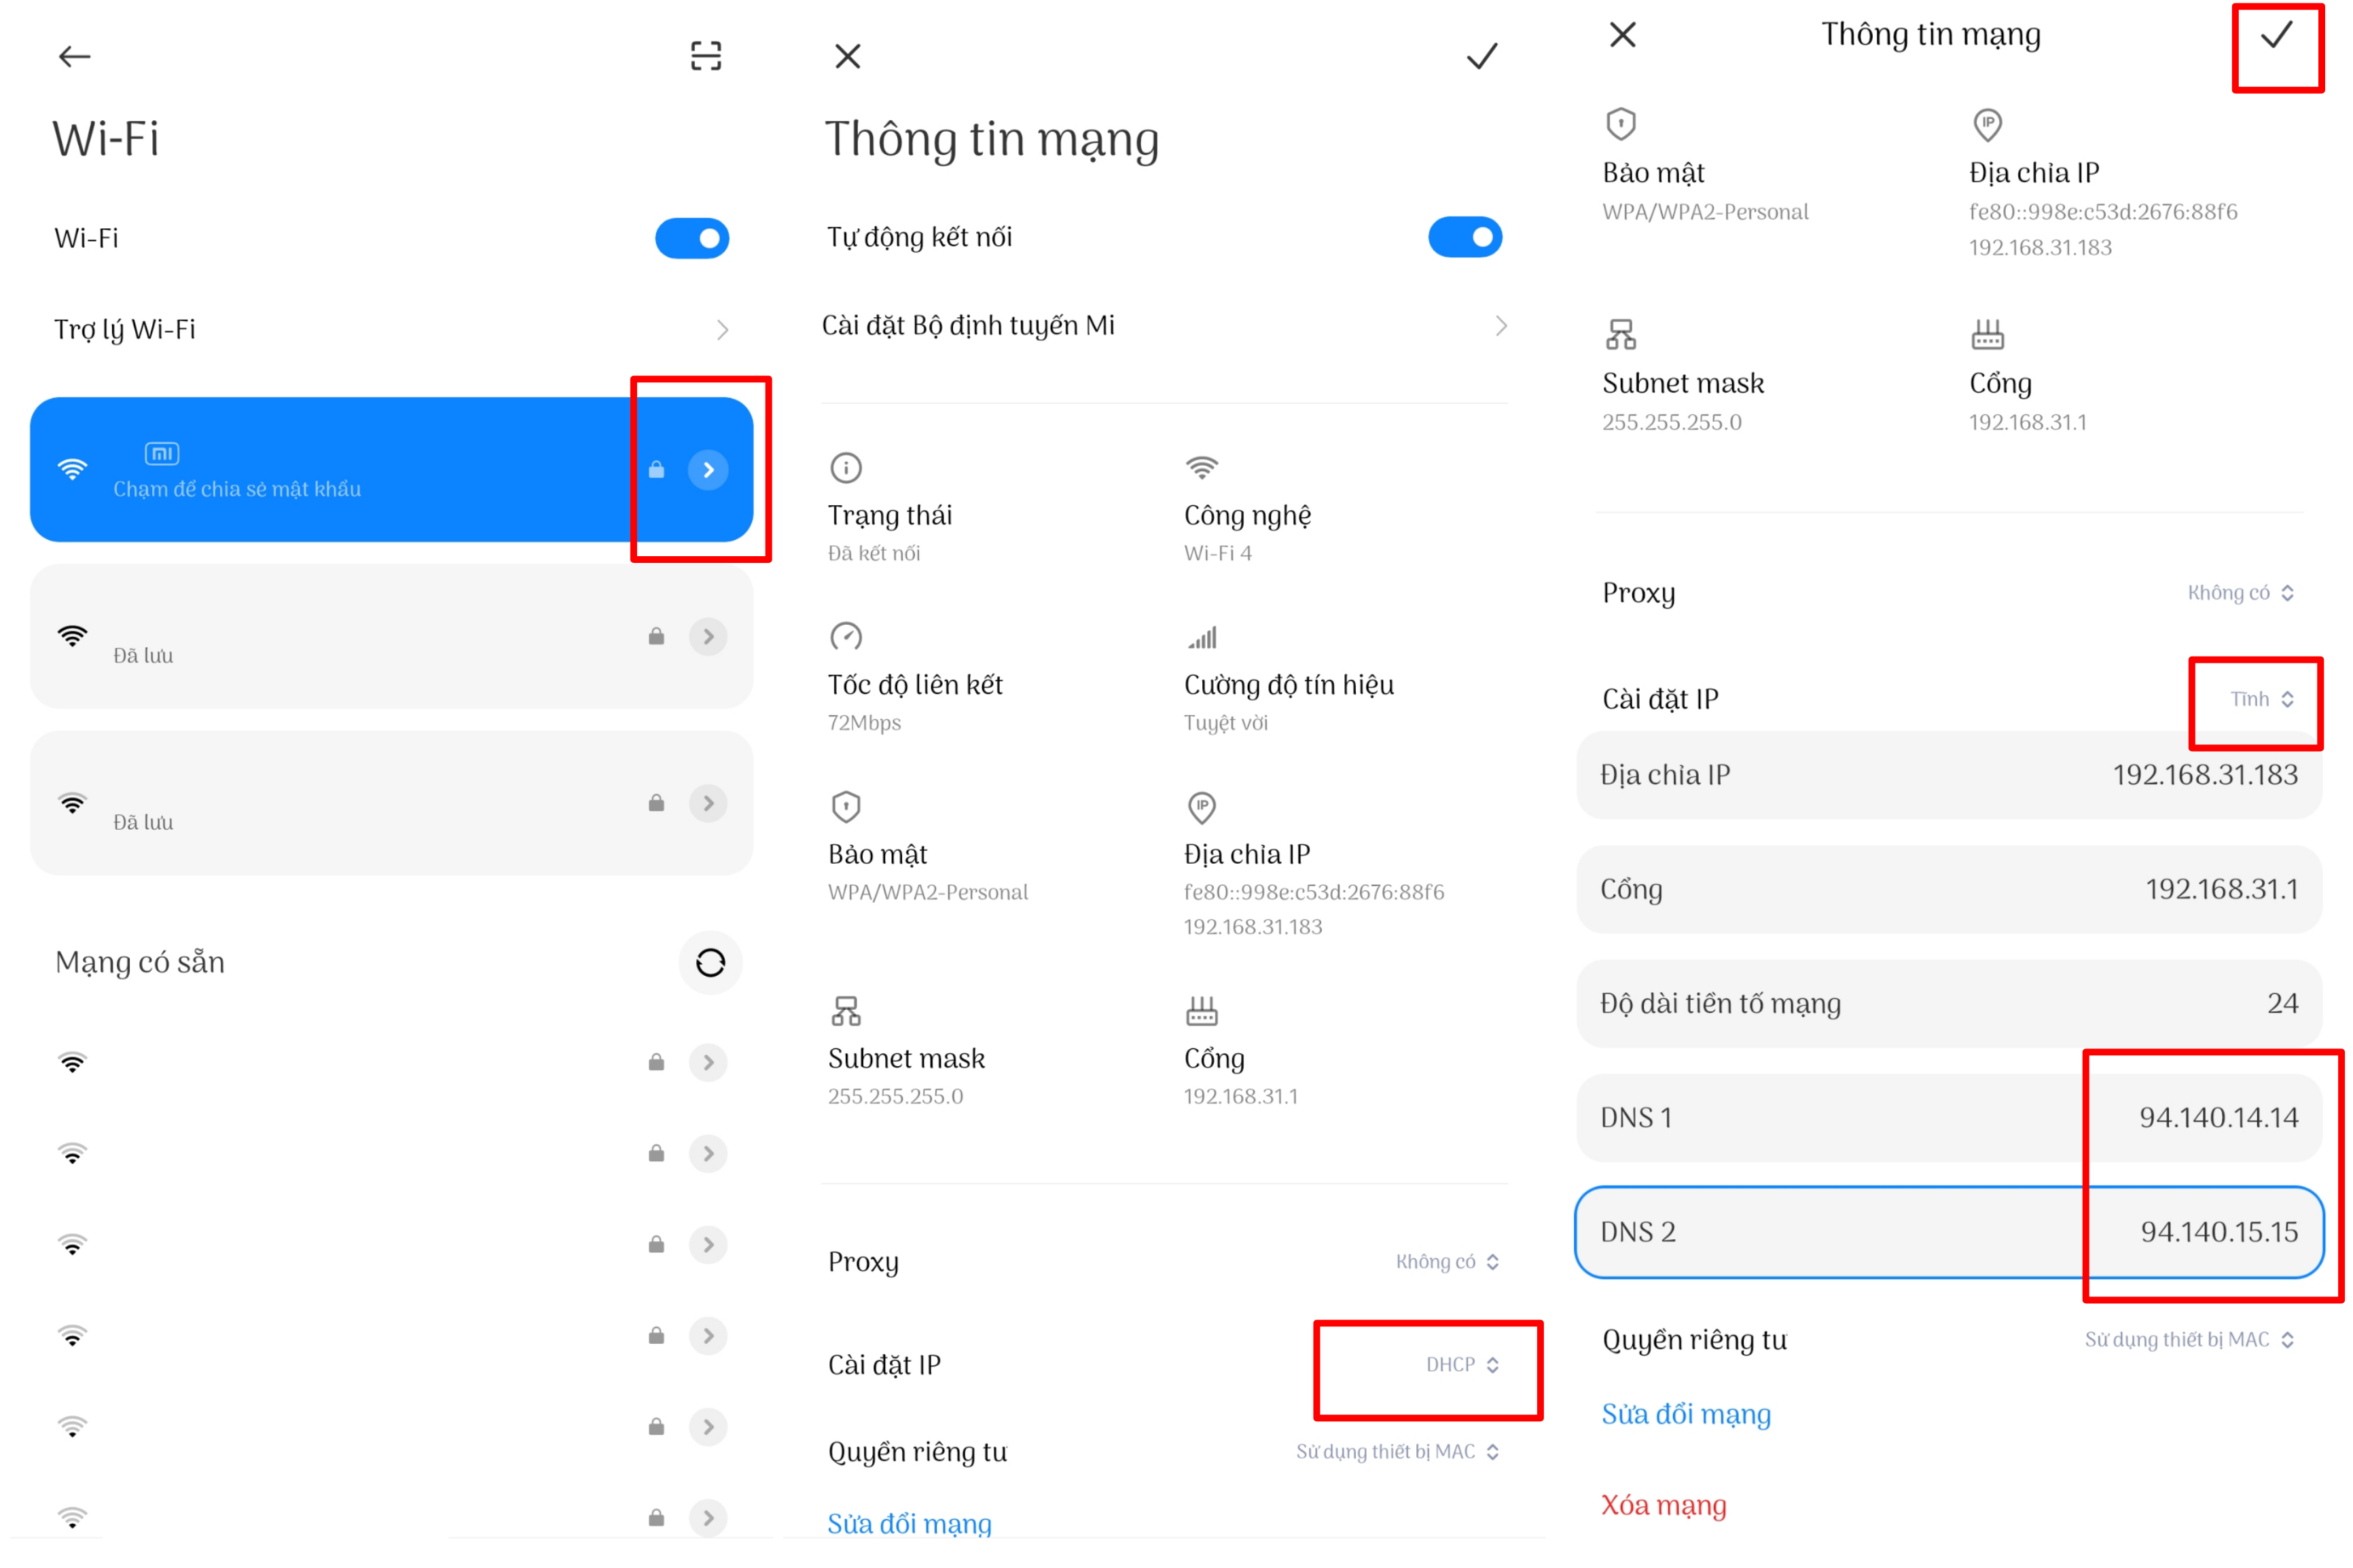 Wi-Fi
Wi-Fi
Trợ lý Wi-Fi
mi
Chạm để chia sẻ mật khẩu
Đã lưu
Đã lưu
Mạng có sẵn
Thông tin mạng
Tự động kết nối
Cài đặt Bộ định tuyến Mi
Trạng thái
Đã kết nối
Công nghệ
Wi-Fi 4
Tốc độ liên kết
72Mbps
Cường độ tín hiệu
Tuyệt vời
Bảo mật
WPA/WPA2-Personal
IP
Địa chỉa IP
fe80::998e:c53d:2676:88f6
192.168.31.183
Subnet mask
255.255.255.0
Cổng
192.168.31.1
Proxy
Không có
Cài đặt IP
DHCP
Quyền riêng tư
Sử dụng thiết bị MAC
Sửa đổi mạng
Thông tin mạng
Bảo mật
WPA/WPA2-Personal
IP
Địa chỉa IP
fe80::998e:c53d:2676:88f6
192.168.31.183
Subnet mask
255.255.255.0
Cổng
192.168.31.1
Proxy
Không có
Cài đặt IP
Tĩnh
Địa chỉa IP
192.168.31.183
Cổng
192.168.31.1
Độ dài tiền tố mạng
24
DNS 1
94.140.14.14
DNS 2
94.140.15.15
Quyền riêng tư
Sử dụng thiết bị MAC
Sửa đổi mạng
Xóa mạng